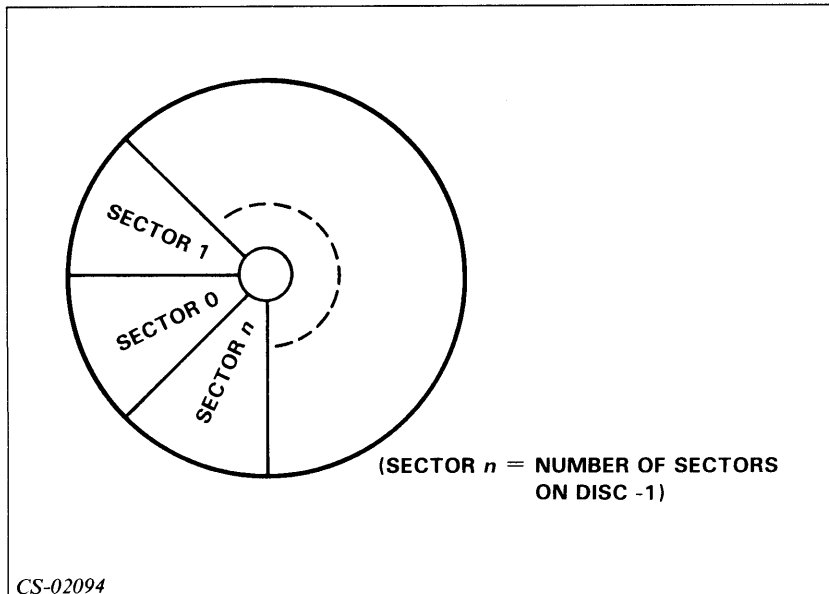 SECTOR 1
SECTOR 0
SECTOR n
(SECTOR n = NUMBER OF SECTORS
ON DISC -1)
CS-02094